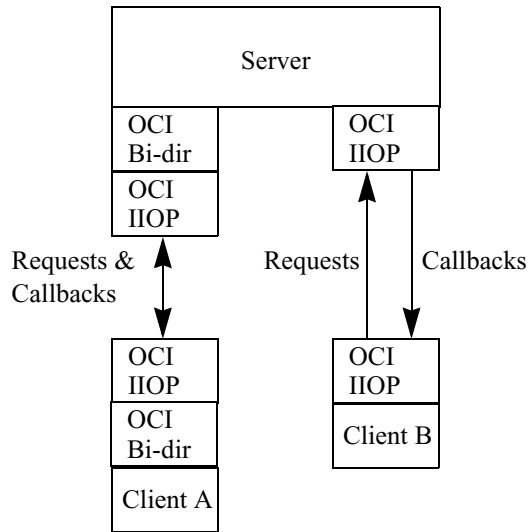 Server
OCI
Bi-dir
OCI
IIOP
OCI
IIOP
Requests &
Callbacks
Requests
Callbacks
OCI
IIOP
OCI
Bi-dir
Client A
OCI
IIOP
Client B